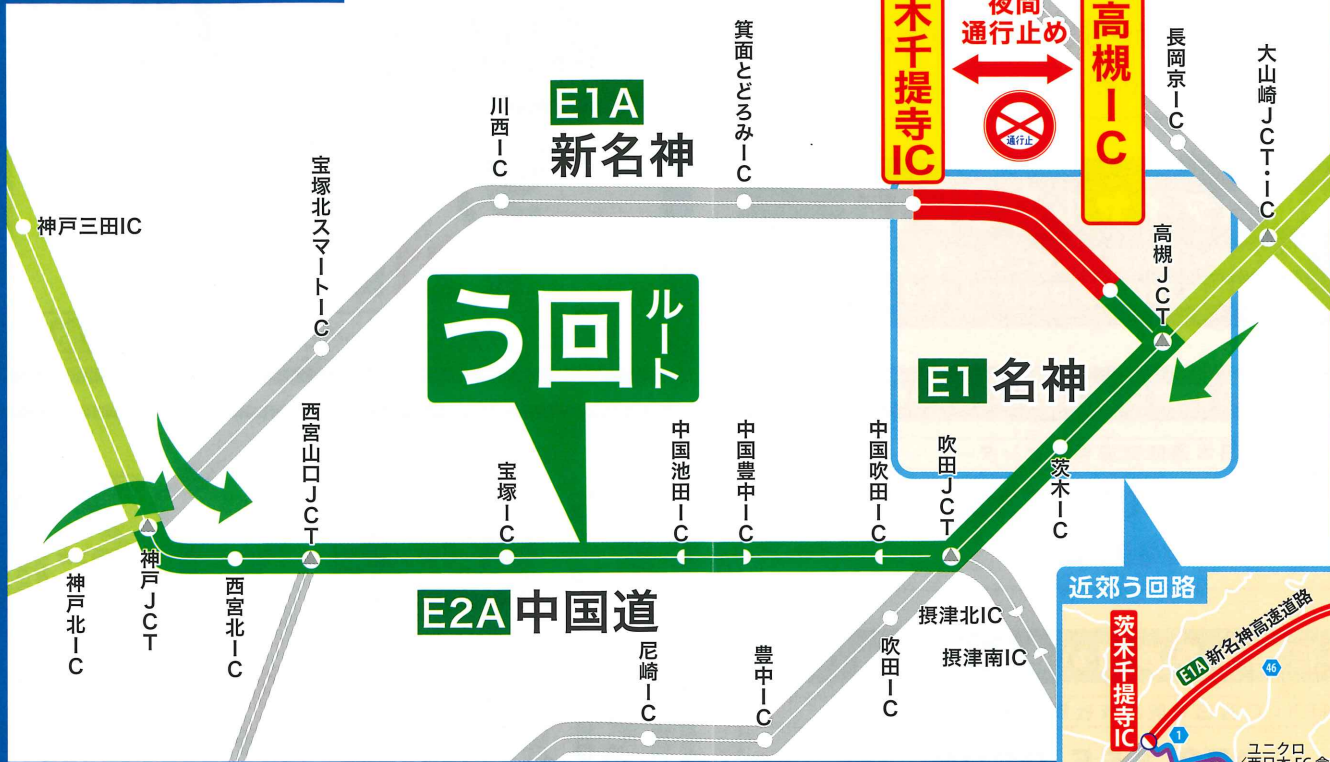 木千提寺IC
夜間
通行止め
高槻IC
通行止
長岡京IC
大山崎JCT・IC
箕面とどろみIC
E1A
新名神
川西IC
宝塚北スマートIC
神戸三田IC
高槻JCT
う回ルート
E1 名神
西宮山口JCT
宝塚IC
中国池田IC
中国豊中IC
中国吹田IC
吹田JCT
茨木IC
神戸北IC
神戸JCT
西宮北IC
E2A 中国道
尼崎IC
豊中IC
吹田IC
摂津北IC
摂津南IC
近郊う回路
茨木千提寺IC
E1A 新名神高速道路
46
1
ユニクロ